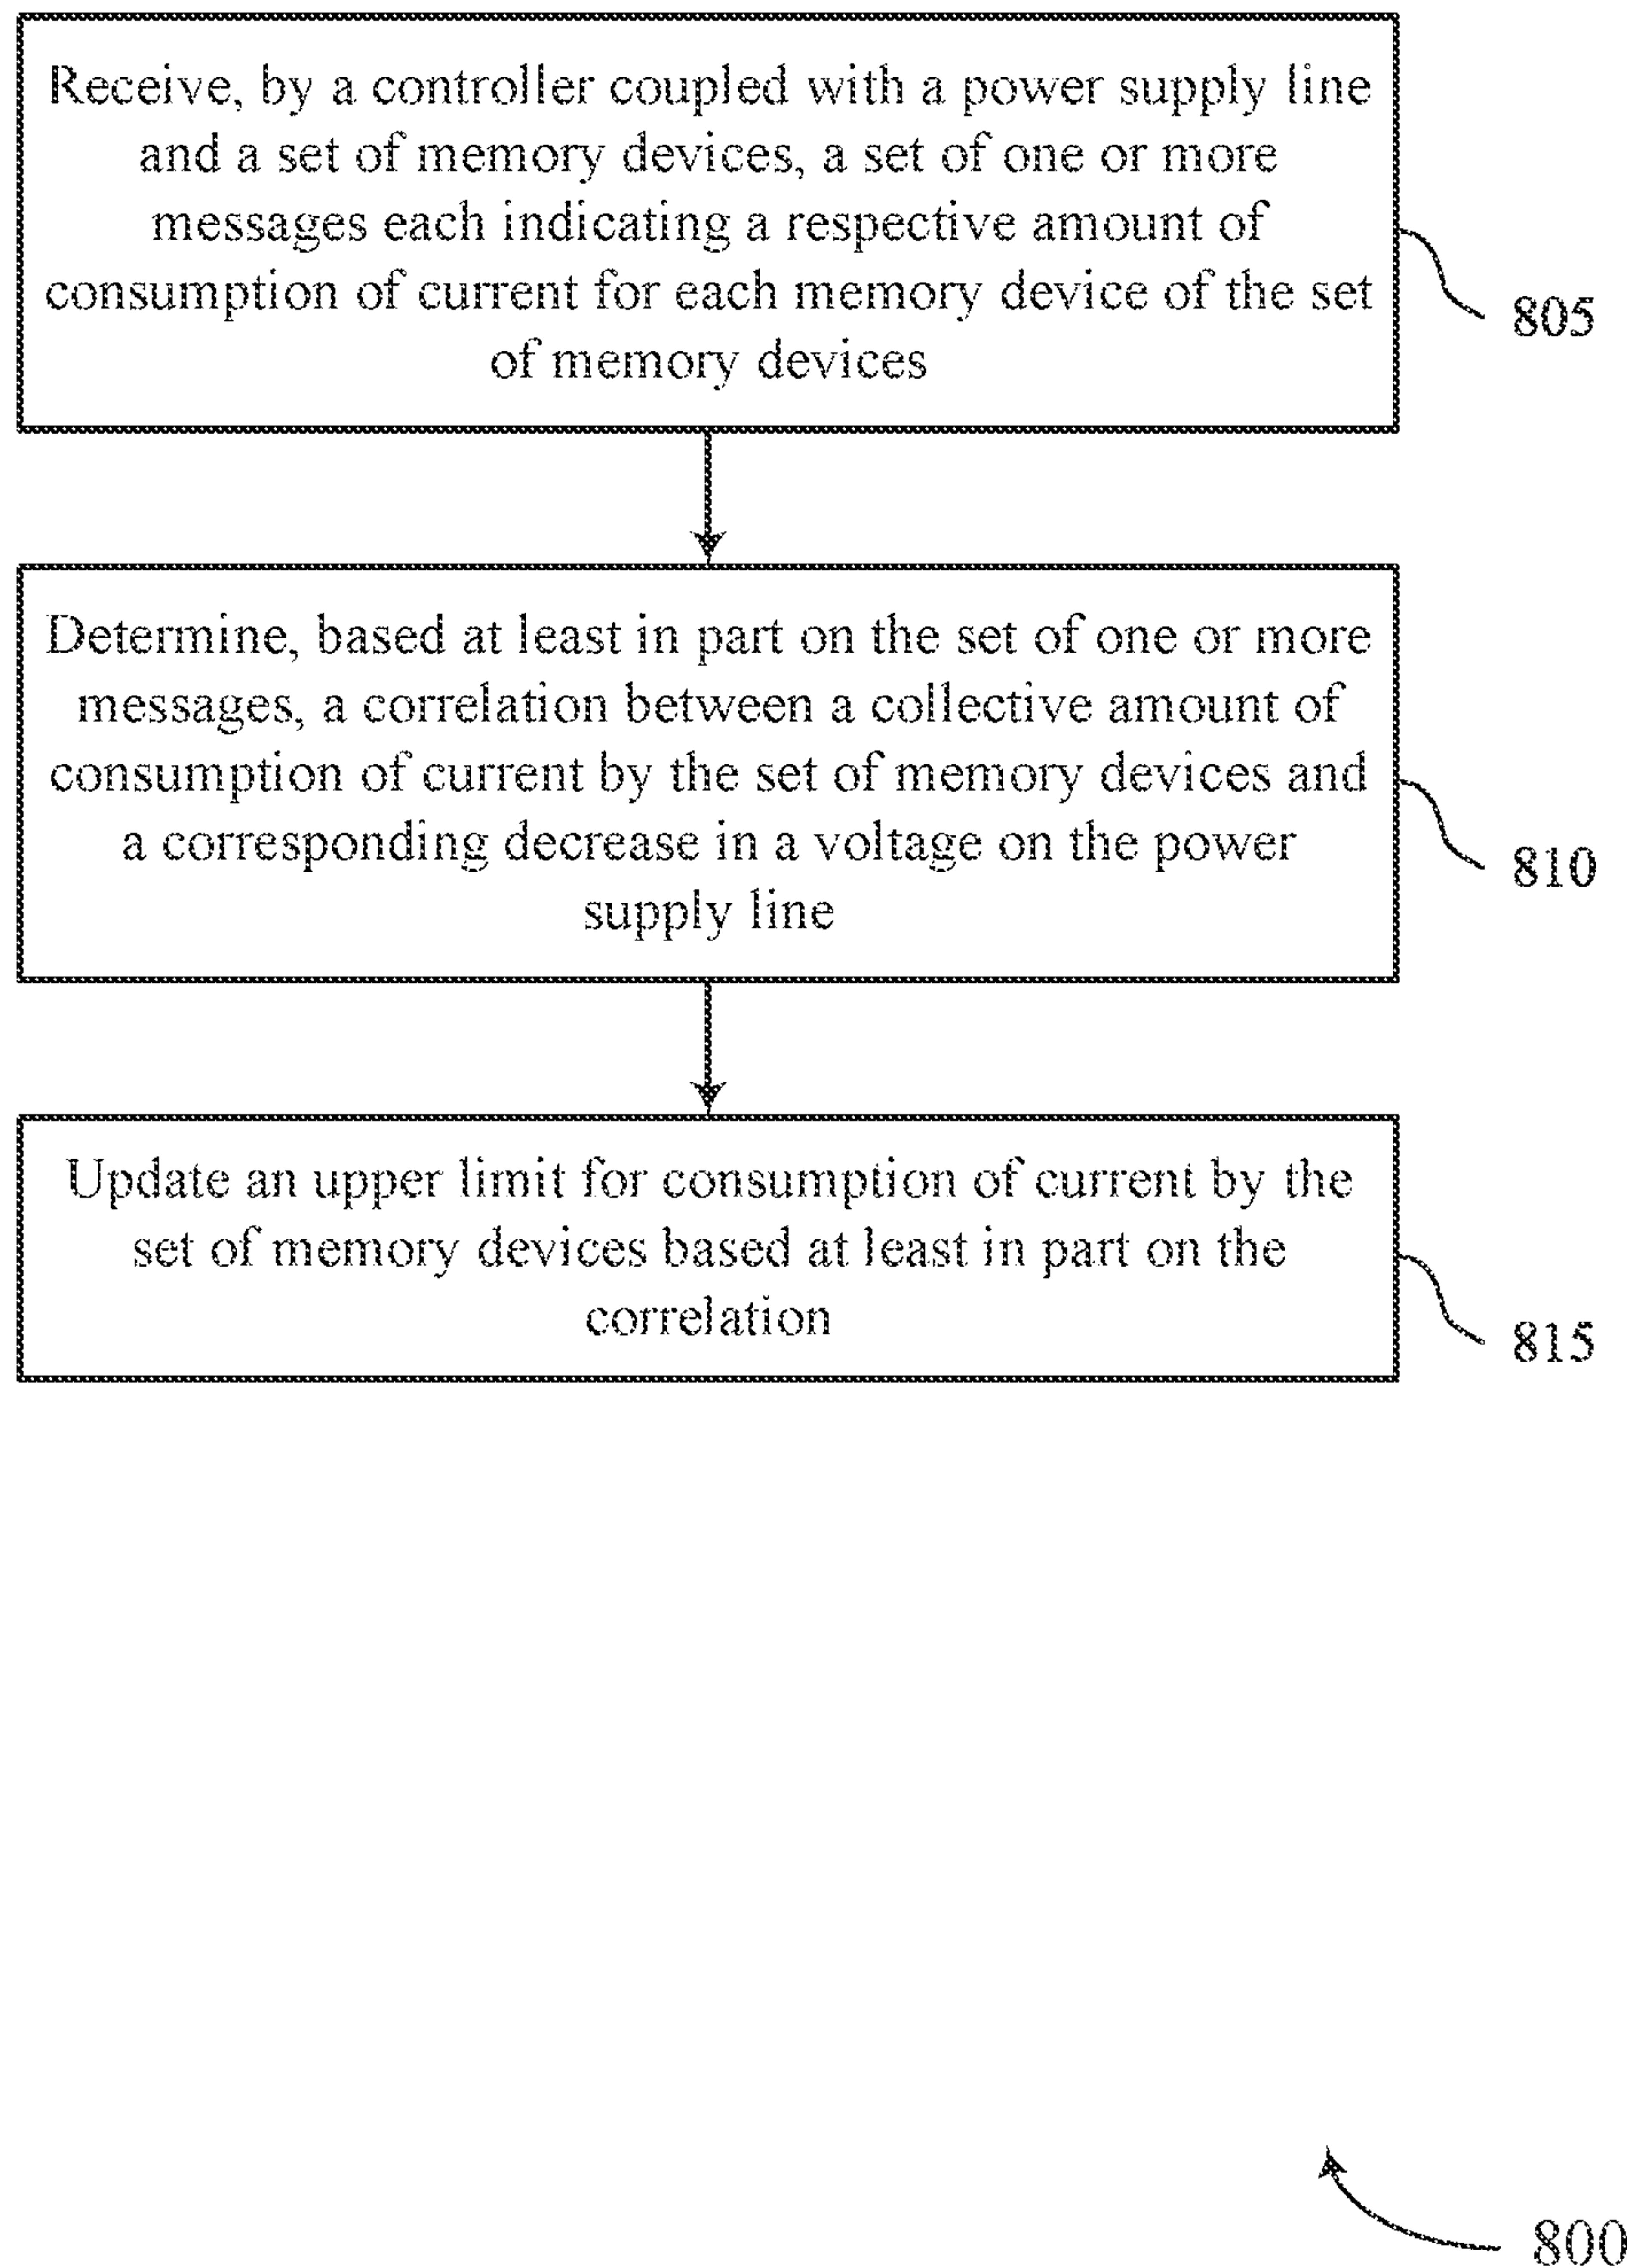 Receive, by a controller coupled with a power supply line
and a set of memory devices, a set of one or more
messages each indicating a respective amount of
consumption of current for each memory device of the set
of memory devices
805
Determine, based at least in part on the set of one or more
messages, a correlation between a collective amount of
consumption of current by the set of memory devices and
a corresponding decrease in a voltage on the power
supply line
810
Update an upper limit for consumption of current by the
set of memory devices based at least in part on the
correlation
815
800